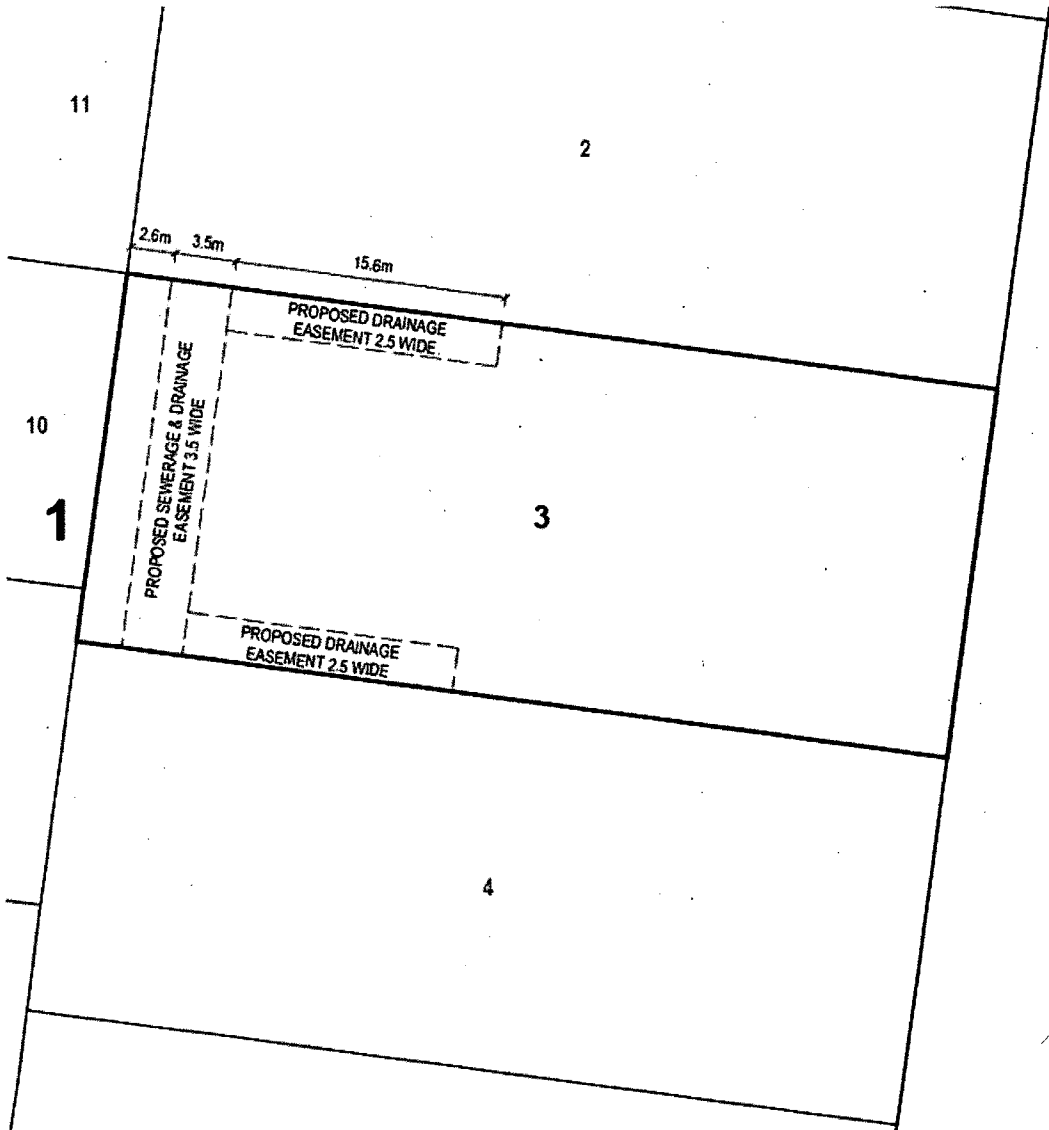 11
2
2.6m 3.5m 15.6m
PROPOSED DRAINAGE
EASEMENT 2.5 WIDE
PROPOSED SEWERAGE & DRAINAGE
EASEMENT 3.5 WIDE
10
1
3
PROPOSED DRAINAGE
EASEMENT 2.5 WIDE
4